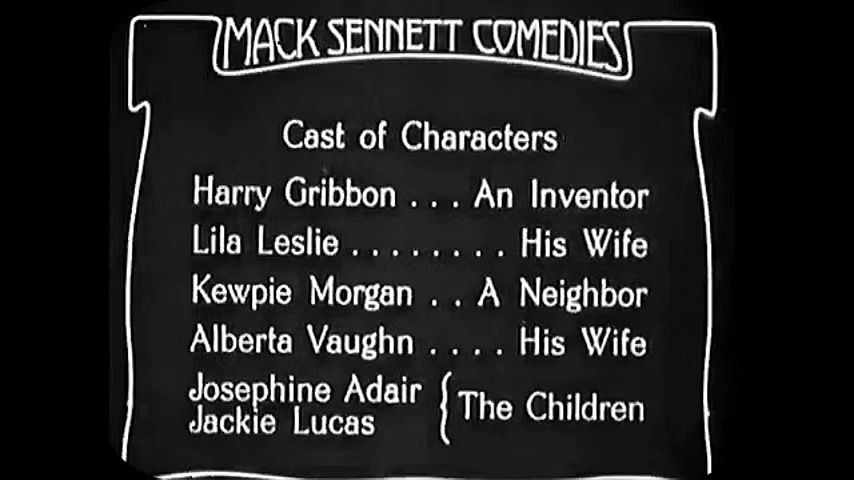 MACK SENNETT COMEDIES
Cast of Characters
Harry Gribbon . . . An Inventor
Lila Leslie . . . . . . . . . His Wife
Kewpie Morgan . . A Neighbor
Alberta Vaughn . . . . His Wife
Josephine Adair { The Children
Jackie Lucas